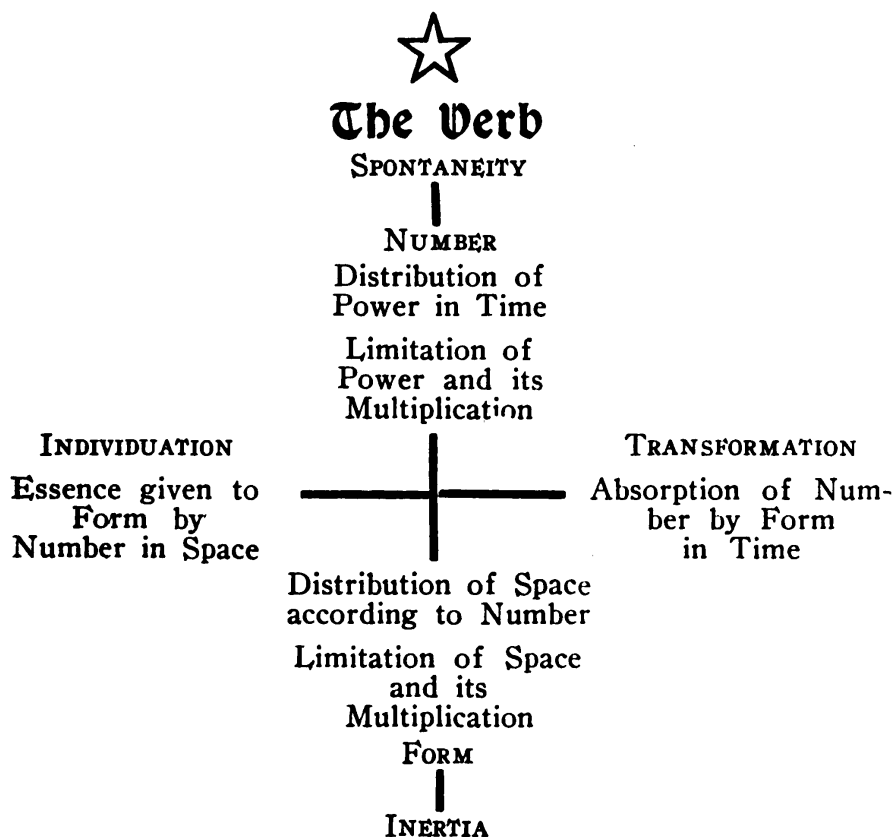 The Verb
SPONTANEITY
NUMBER
Distribution of
Power in Time
Limitation of
Power and its
Multiplication
INDIVIDUATION
Essence given to
Form by
Number in Space
TRANSFORMATION
Absorption of Num-
ber by Form
in Time
Distribution of Space
according to Number
Limitation of Space
and its
Multiplication
FORM
INERTIA